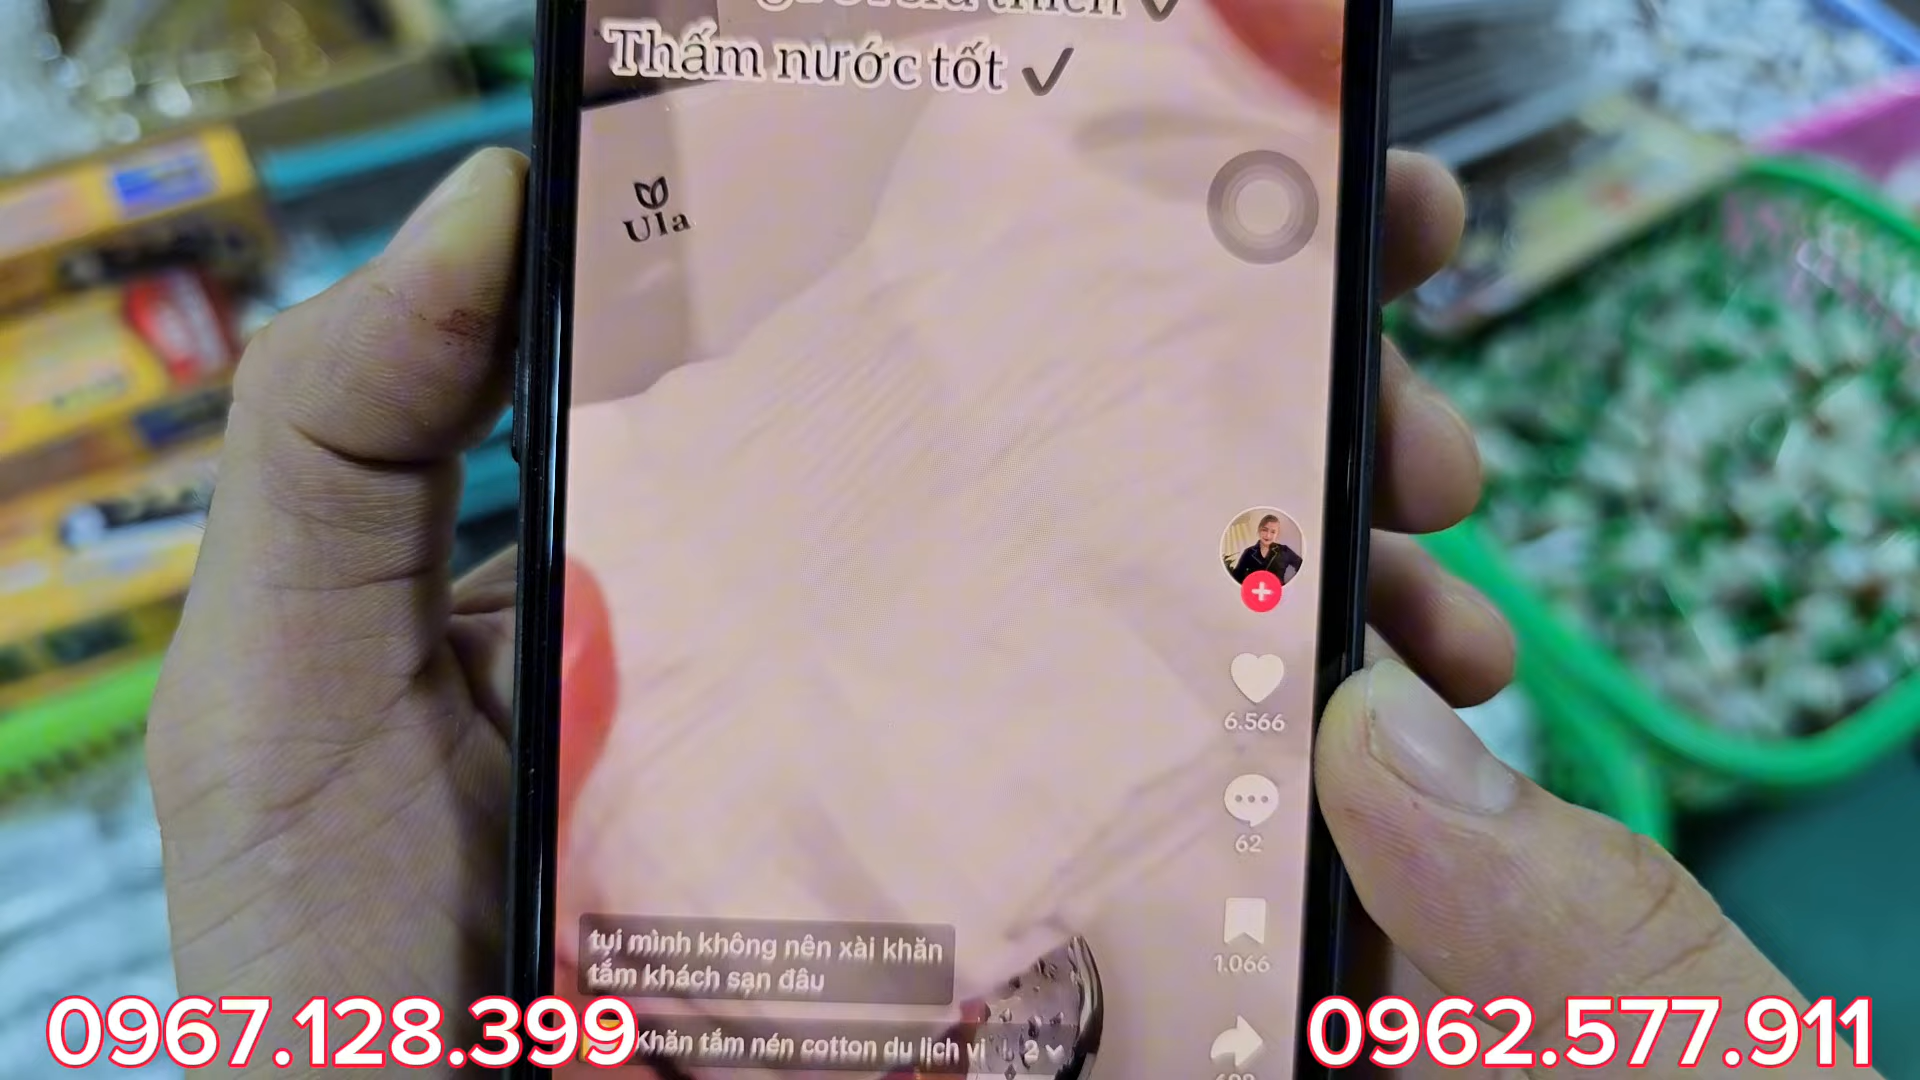 Thấm nước tốt ✓
Ula
6.566
62
1.066
tụi mình không nên xài khăn
tắm khách sạn đâu
Khăn tắm nén cotton du lịch
2
0967.128.399
0962.577.911